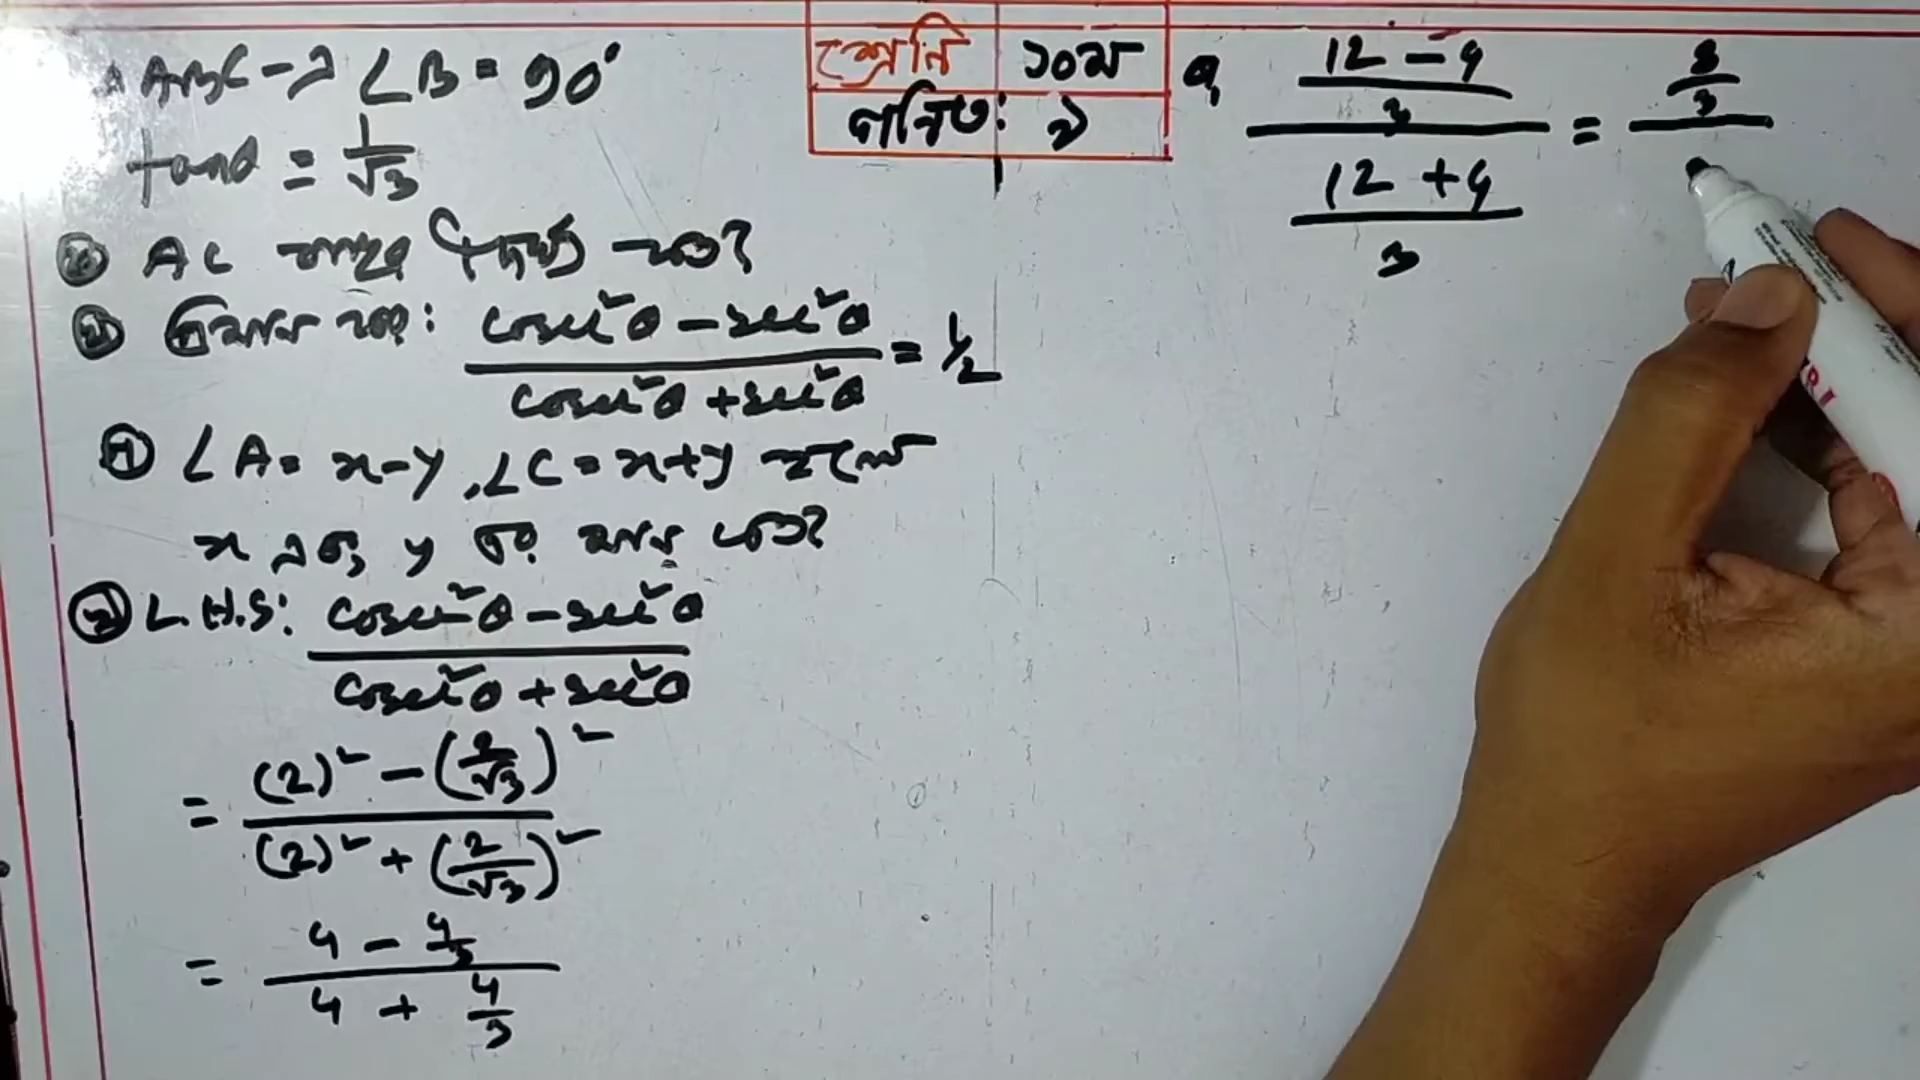 △ ABC-এ ∠B = 90°
tanθ = 1/√3
ক AC বাহুর দৈর্ঘ্য কত?
খ প্রমাণ কর: (cosec²θ - sec²θ)/(cosec²θ + sec²θ) = 1/2
গ ∠A = x-y, ∠C = x+y হলে
x এবং y এর মান কত?
খ L.H.S: (cosec²θ - sec²θ)/(cosec²θ + sec²θ)
= ((2)² - (2/√3)²)/((2)² + (2/√3)²)
= (4 - 4/3)/(4 + 4/3)
শ্রেনি ১০ম
গনিত: ৯
((12 - 4)/3)/((12 + 4)/3) = (8/3)/